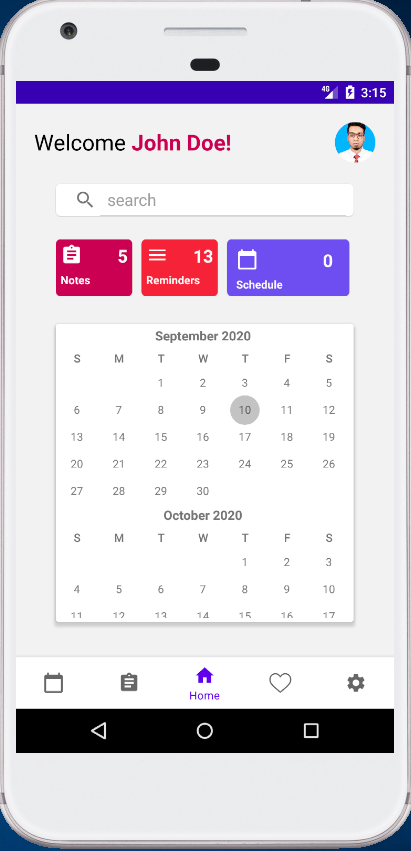 4G 3:15
Welcome John Doe!
search
5 13 0
Notes Reminders Schedule
September 2020
S M T W T F S
1 2 3 4 5
6 7 8 9 10 11 12
13 14 15 16 17 18 19
20 21 22 23 24 25 26
27 28 29 30
October 2020
S M T W T F S
1 2 3
4 5 6 7 8 9 10
11 12 13 14 15 16 17
Home